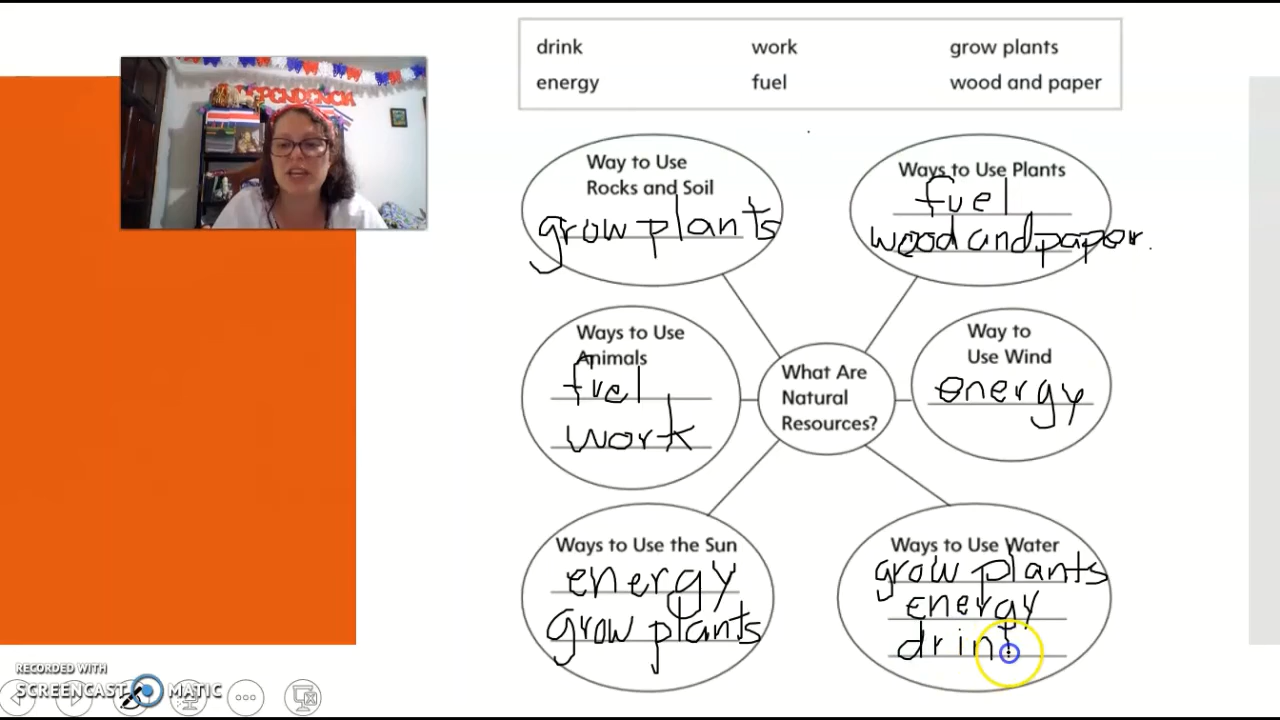 drink work grow plants
energy fuel wood and paper
Way to Use
Rocks and Soil
grow plants
Ways to Use Plants
fuel
wood and paper.
Ways to Use
Animals
fuel
work
What Are
Natural
Resources?
Way to
Use Wind
energy
Ways to Use the Sun
energy
grow plants
Ways to Use Water
grow plants
energy
RECORDED WITH
SCREENCAST MATIC